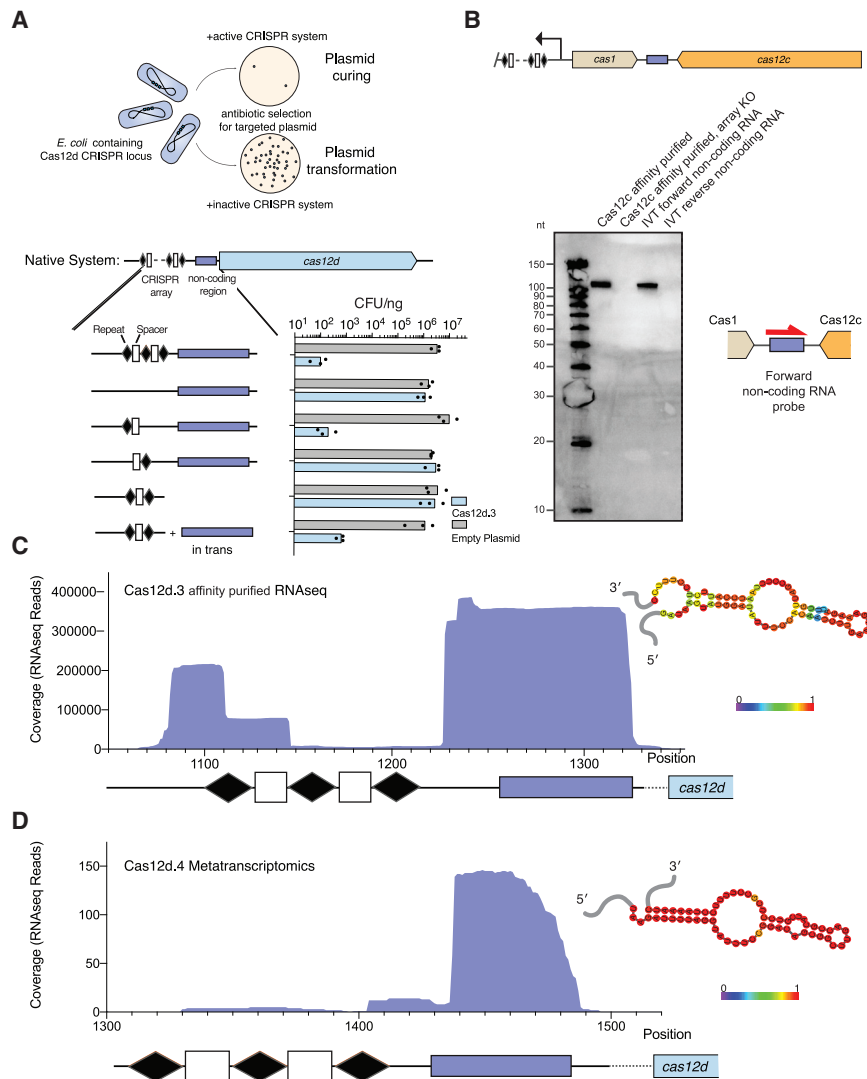 A
+active CRISPR system
Plasmid
curing
antibiotic selection
for targeted plasmid
E. coli containing
Cas12d CRISPR locus
Plasmid
transformation
+inactive CRISPR system
Native System:
cas12d
CRISPR
array
non-coding
region
Repeat
Spacer
CFU/ng
10¹ 10² 10³ 10⁴ 10⁵ 10⁶ 10⁷
+
in trans
Cas12d.3
Empty Plasmid
B
cas1
cas12c
Cas12c affinity purified
Cas12c affinity purified, array KO
IVT forward non-coding RNA
IVT reverse non-coding RNA
nt
150
100
90
80
70
60
50
40
30
20
10
Cas1
Cas12c
Forward
non-coding RNA
probe
C
Cas12d.3 affinity purified RNAseq
Coverage (RNAseq Reads)
400000
300000
200000
100000
0
1100
1200
1300
Position
3′
5′
0
1
cas12d
D
Cas12d.4 Metatranscriptomics
Coverage (RNAseq Reads)
150
100
50
0
1300
1400
1500
Position
5′
3′
0
1
cas12d